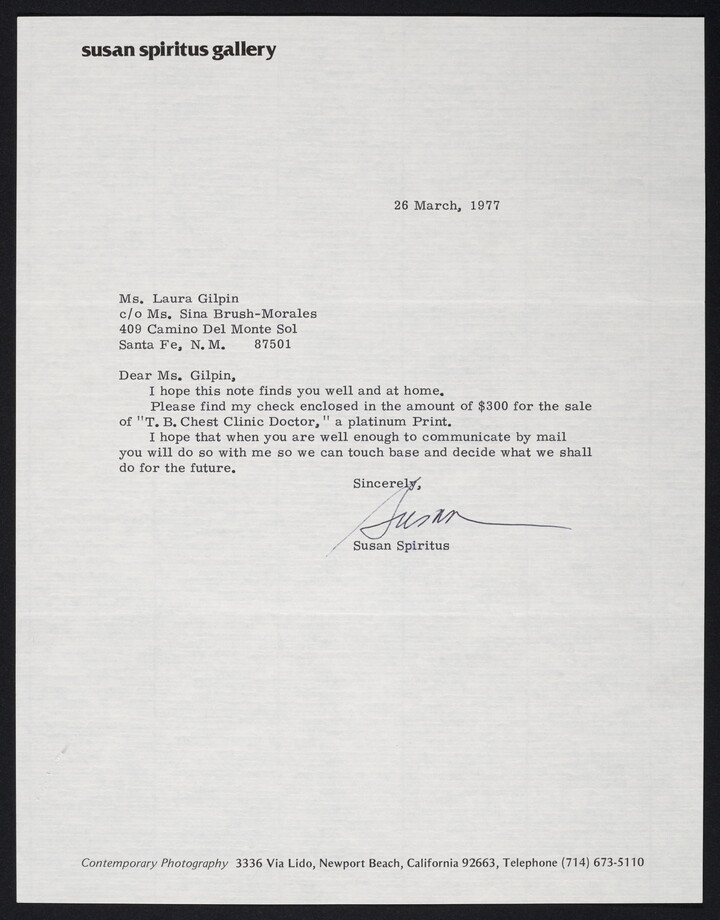 susan spiritus gallery
26 March, 1977
Ms. Laura Gilpin
c/o Ms. Sina Brush-Morales
409 Camino Del Monte Sol
Santa Fe, N.M. 87501
Dear Ms. Gilpin,
I hope this note finds you well and at home.
Please find my check enclosed in the amount of $300 for the sale
of "T.B. Chest Clinic Doctor," a platinum Print.
I hope that when you are well enough to communicate by mail
you will do so with me so we can touch base and decide what we shall
do for the future.
Sincerely,
Susan
Susan Spiritus
Contemporary Photography 3336 Via Lido, Newport Beach, California 92663, Telephone (714) 673-5110